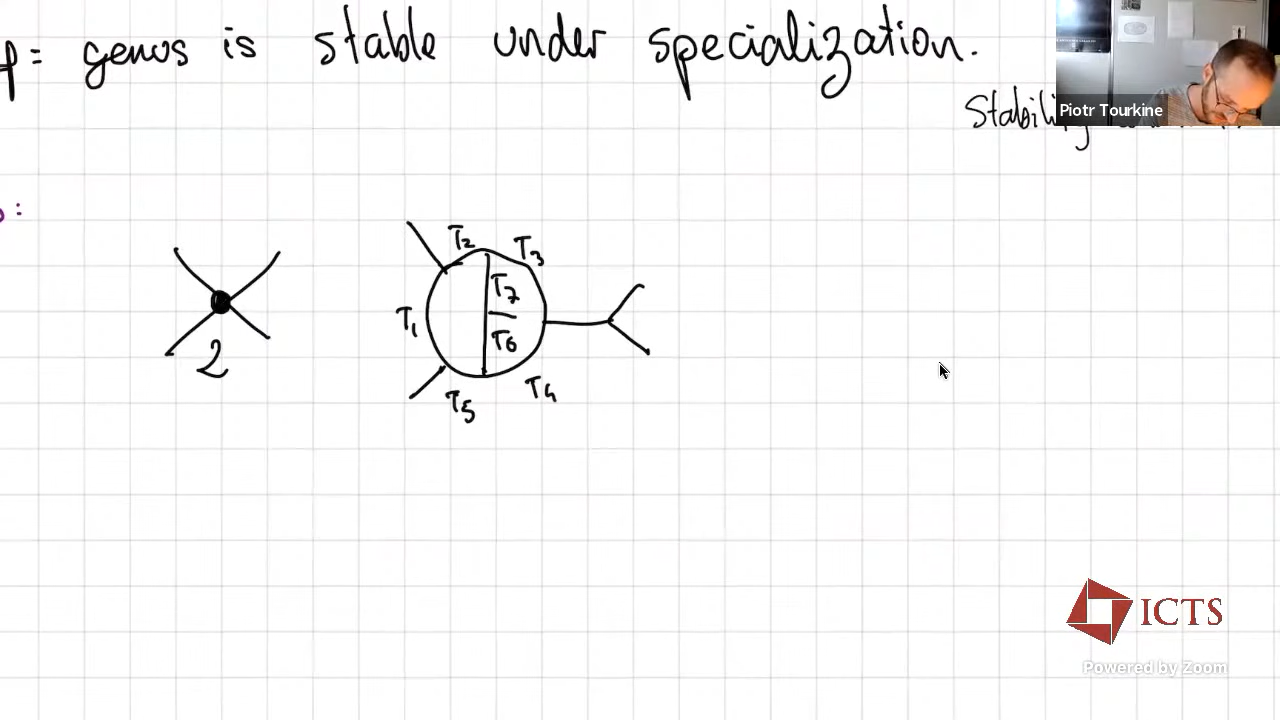 p = genus is stable under specialization.
Piotr Tourkine
T2 T3
T7
T1 T6
2 T4
T5
ICTS
Powered by Zoom